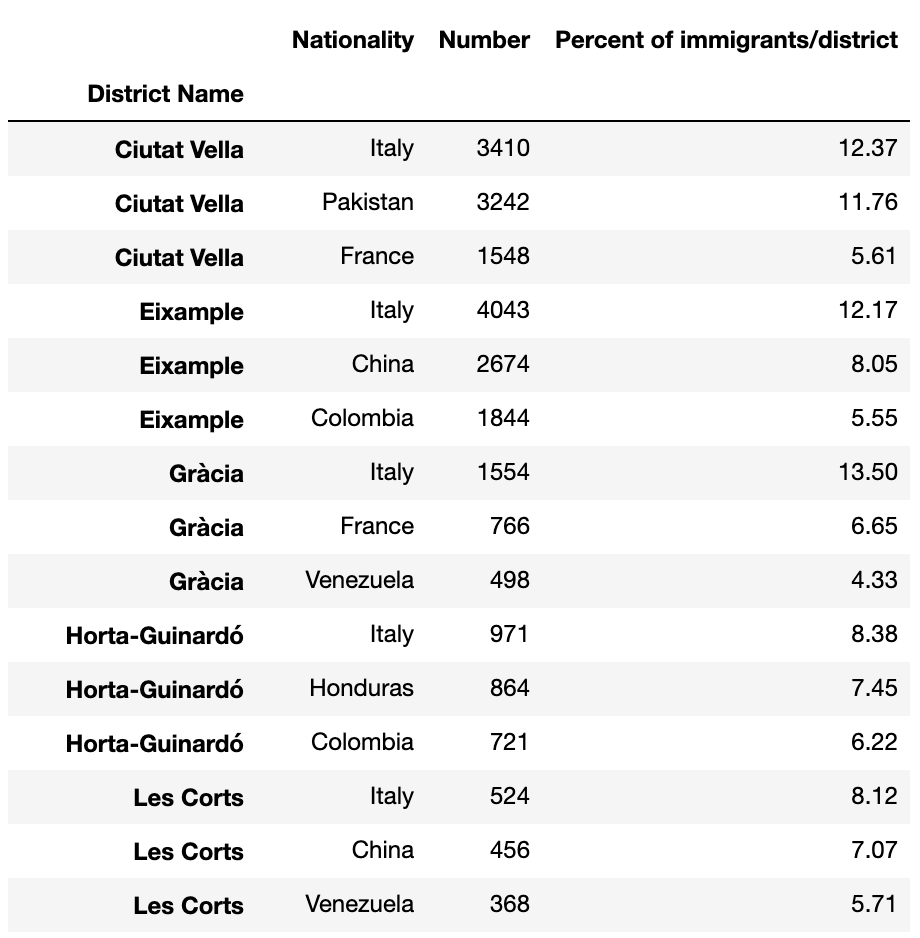 Nationality Number Percent of immigrants/district
District Name
Ciutat Vella Italy 3410 12.37
Ciutat Vella Pakistan 3242 11.76
Ciutat Vella France 1548 5.61
Eixample Italy 4043 12.17
Eixample China 2674 8.05
Eixample Colombia 1844 5.55
Gràcia Italy 1554 13.50
Gràcia France 766 6.65
Gràcia Venezuela 498 4.33
Horta-Guinardó Italy 971 8.38
Horta-Guinardó Honduras 864 7.45
Horta-Guinardó Colombia 721 6.22
Les Corts Italy 524 8.12
Les Corts China 456 7.07
Les Corts Venezuela 368 5.71